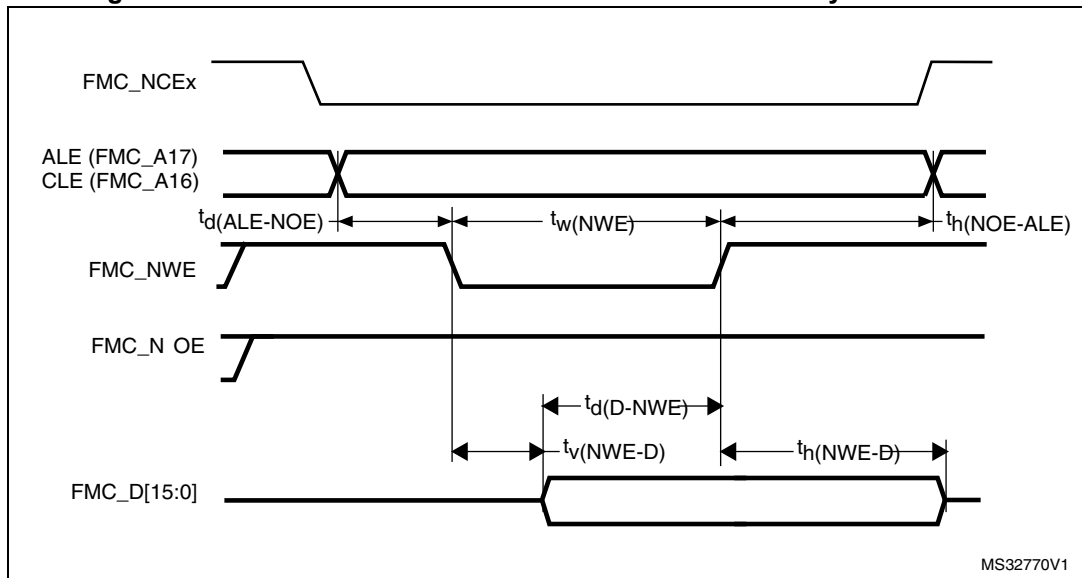 FMC_NCEx
ALE (FMC_A17)
CLE (FMC_A16)
td(ALE-NOE)
tw(NWE)
th(NOE-ALE)
FMC_NWE
FMC_N OE
td(D-NWE)
tv(NWE-D)
th(NWE-D)
FMC_D[15:0]
MS32770V1